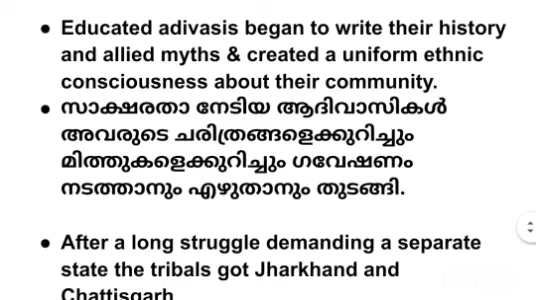 ● Educated adivasis began to write their history
and allied myths & created a uniform ethnic
consciousness about their community.
● സാക്ഷരതാ നേടിയ ആദിവാസികൾ
അവരുടെ ചരിത്രങ്ങളെക്കുറിച്ചും
മിത്തുകളെക്കുറിച്ചും ഗവേഷണം
നടത്താനും എഴുതാനും തുടങ്ങി.
● After a long struggle demanding a separate
state the tribals got Jharkhand and
Chattisgarh